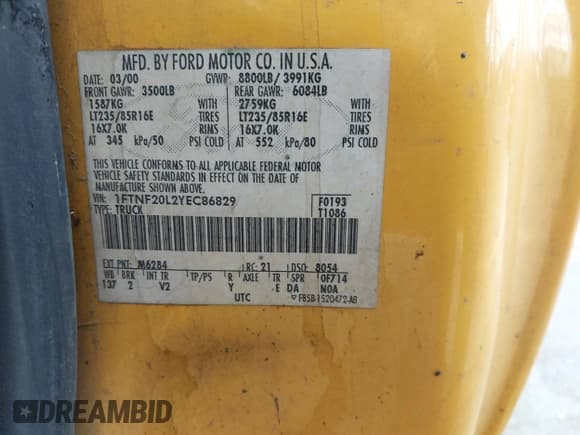 MFD. BY FORD MOTOR CO. IN U.S.A.
DATE: 03/00 GVWR: 8800LB/ 3991KG
FRONT GAWR: 3500LB REAR GAWR: 6084LB
1587KG WITH 2759KG WITH
LT235/85R16E TIRES LT235/85R16E TIRES
16X7.0K RIMS 16X7.0K RIMS
AT 345 kPa/50 PSI COLD AT 552 kPa/80 PSI COLD
THIS VEHICLE CONFORMS TO ALL APPLICABLE FEDERAL MOTOR
VEHICLE SAFETY STANDARDS IN EFFECT ON THE DATE OF
MANUFACTURE SHOWN ABOVE.
VIN: 1FTNF20L2YEC86829 F0193
TYPE: TRUCK T1086
EXT PNT: M6284 RC: 21 DSO: 8054
WB BRK INT TR TP/PS R AXLE TR SPR 0F714
137 2 V2 Y E DA N0A
UTC ▽ F85B-1520472-AB
DREAMBID